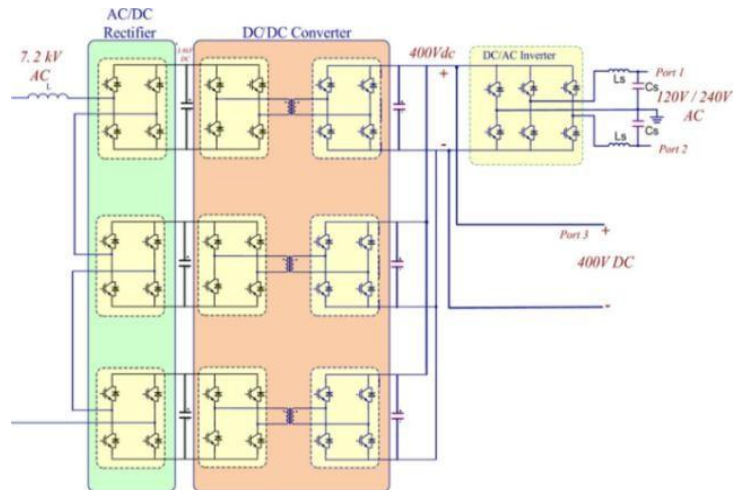 AC/DC
Rectifier
DC/DC Converter
7.2 kV
AC
L
DC
400Vdc
+
-
DC/AC Inverter
Ls
Port 1
Cs
120V / 240V
AC
Cs
Ls
Port 2
Port 3
+
400V DC
-